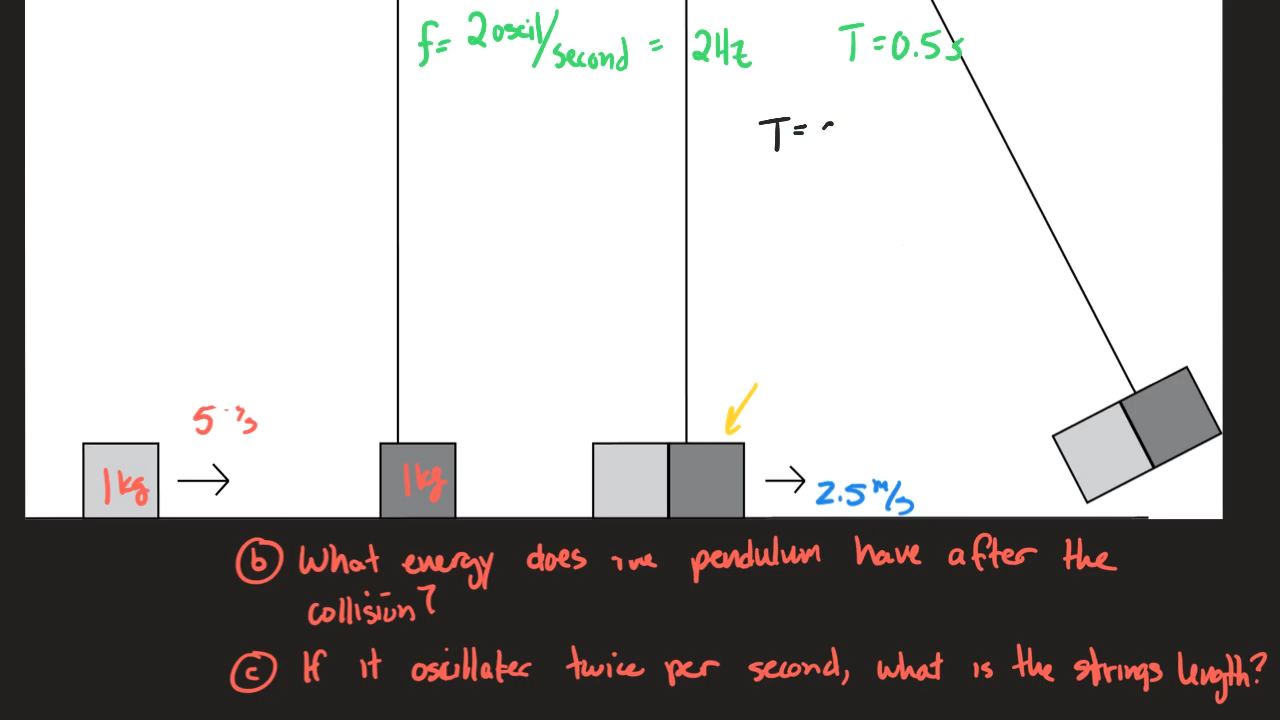 f = 2 oscil/second = 2Hz T = 0.5s
T =
5 m/s
1kg 1kg
2.5 m/s
b What energy does the pendulum have after the
collision?
c If it oscillates twice per second, what is the strings length?